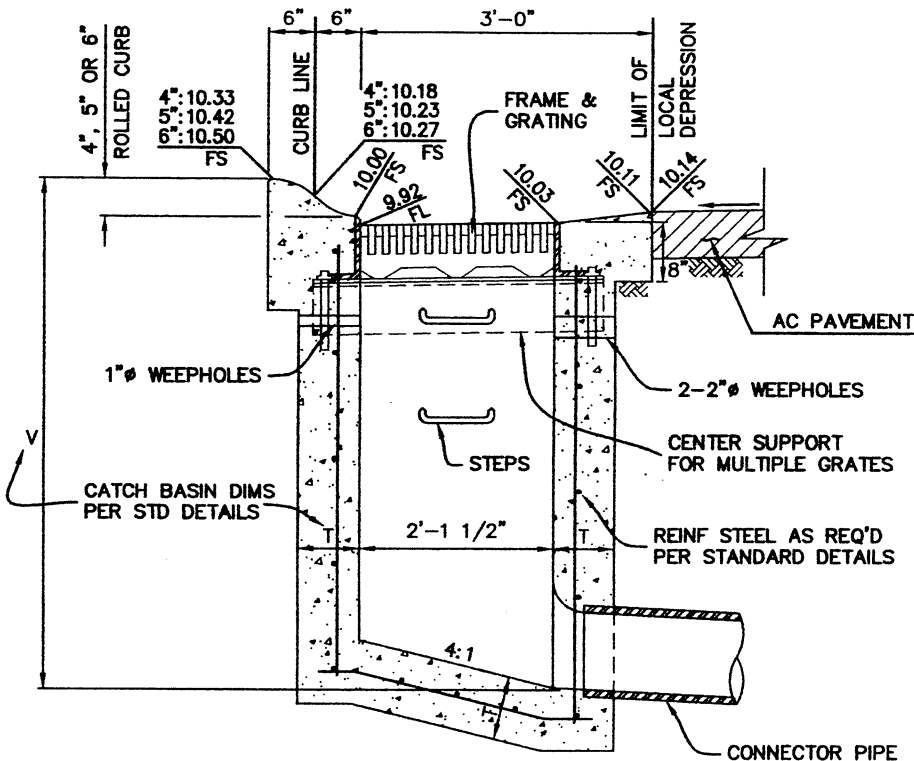 6" 6" 3'-0"
4", 5" OR 6"
ROLLED CURB
4": 10.33
5": 10.42
6": 10.50
FS
CURB LINE
4": 10.18
5": 10.23
6": 10.27
FS
FRAME &
GRATING
LIMIT OF
LOCAL
DEPRESSION
10.00
FS
9.92
FL
10.03
FS
10.11
FS
10.14
FS
8"
AC PAVEMENT
1"ø WEEPHOLES
2-2"ø WEEPHOLES
V
STEPS
CENTER SUPPORT
FOR MULTIPLE GRATES
CATCH BASIN DIMS
PER STD DETAILS
T 2'-1 1/2" T
REINF STEEL AS REQ'D
PER STANDARD DETAILS
4:1
T
CONNECTOR PIPE